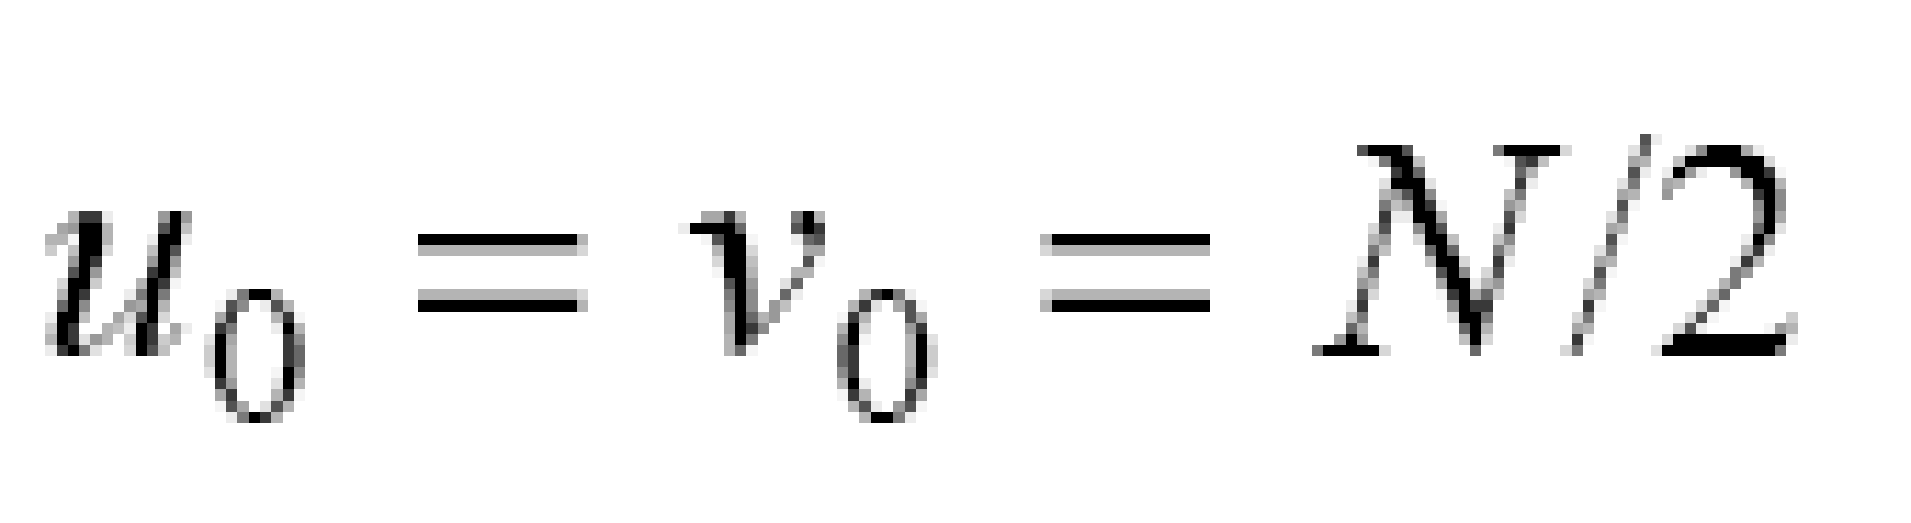 u₀ = v₀ = N/2